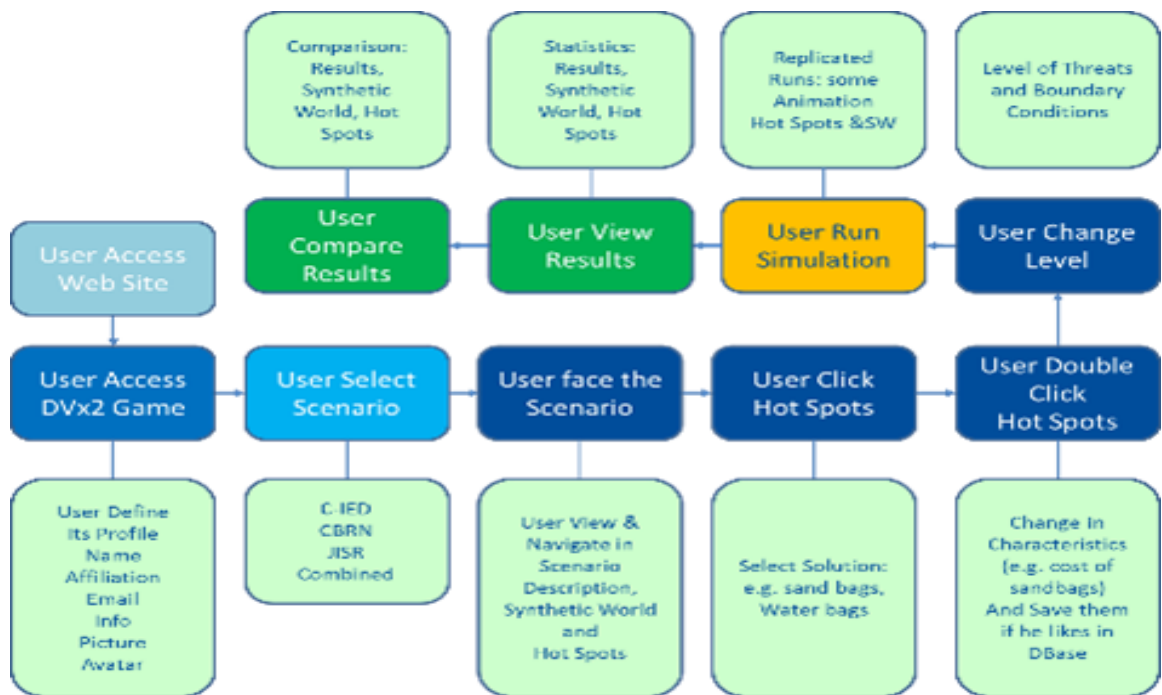 Comparison:
Results,
Synthetic
World, Hot
Spots
Statistics:
Results,
Synthetic
World, Hot
Spots
Replicated
Runs: some
Animation
Hot Spots &SW
Level of Threats
and Boundary
Conditions
User Access
Web Site
User
Compare
Results
User View
Results
User Run
Simulation
User Change
Level
User Access
DVx2 Game
User Select
Scenario
User face the
Scenario
User Click
Hot Spots
User Double
Click
Hot Spots
User Define
Its Profile
Name
Affiliation
Email
Info
Picture
Avatar
C-IED
CBRN
JISR
Combined
User View &
Navigate in
Scenario
Description,
Synthetic World
and
Hot Spots
Select Solution:
e.g. sand bags,
Water bags
Change in
Characteristics
(e.g. cost of
sandbags)
And Save them
if he likes in
DBase